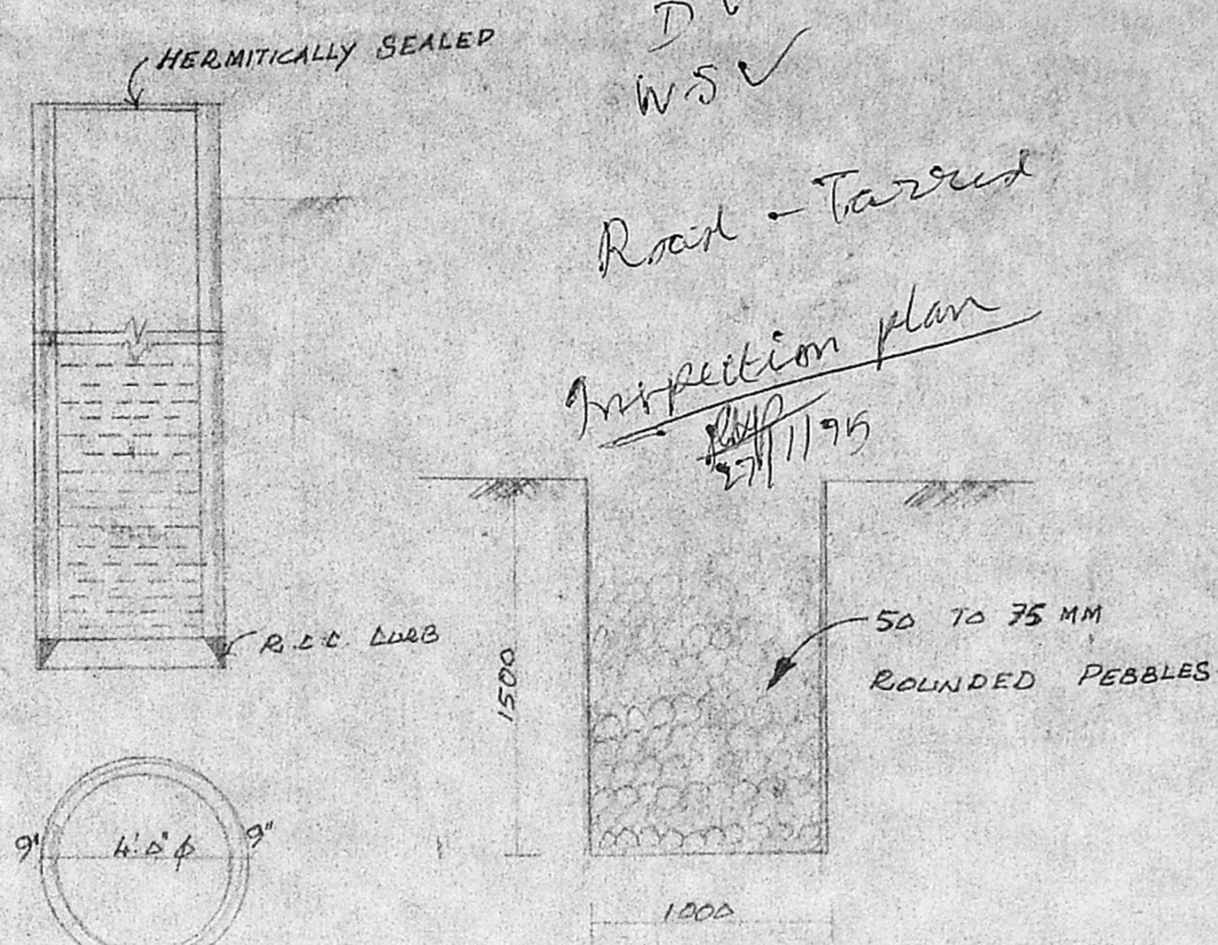 HERMITICALLY SEALED
D
W.S ✓
Road - Tarred
Inspection plan
27/1/95
R.C.C. CURB
1500
50 TO 75 MM
ROUNDED PEBBLES
9" 4'.0" ϕ 9"
1000